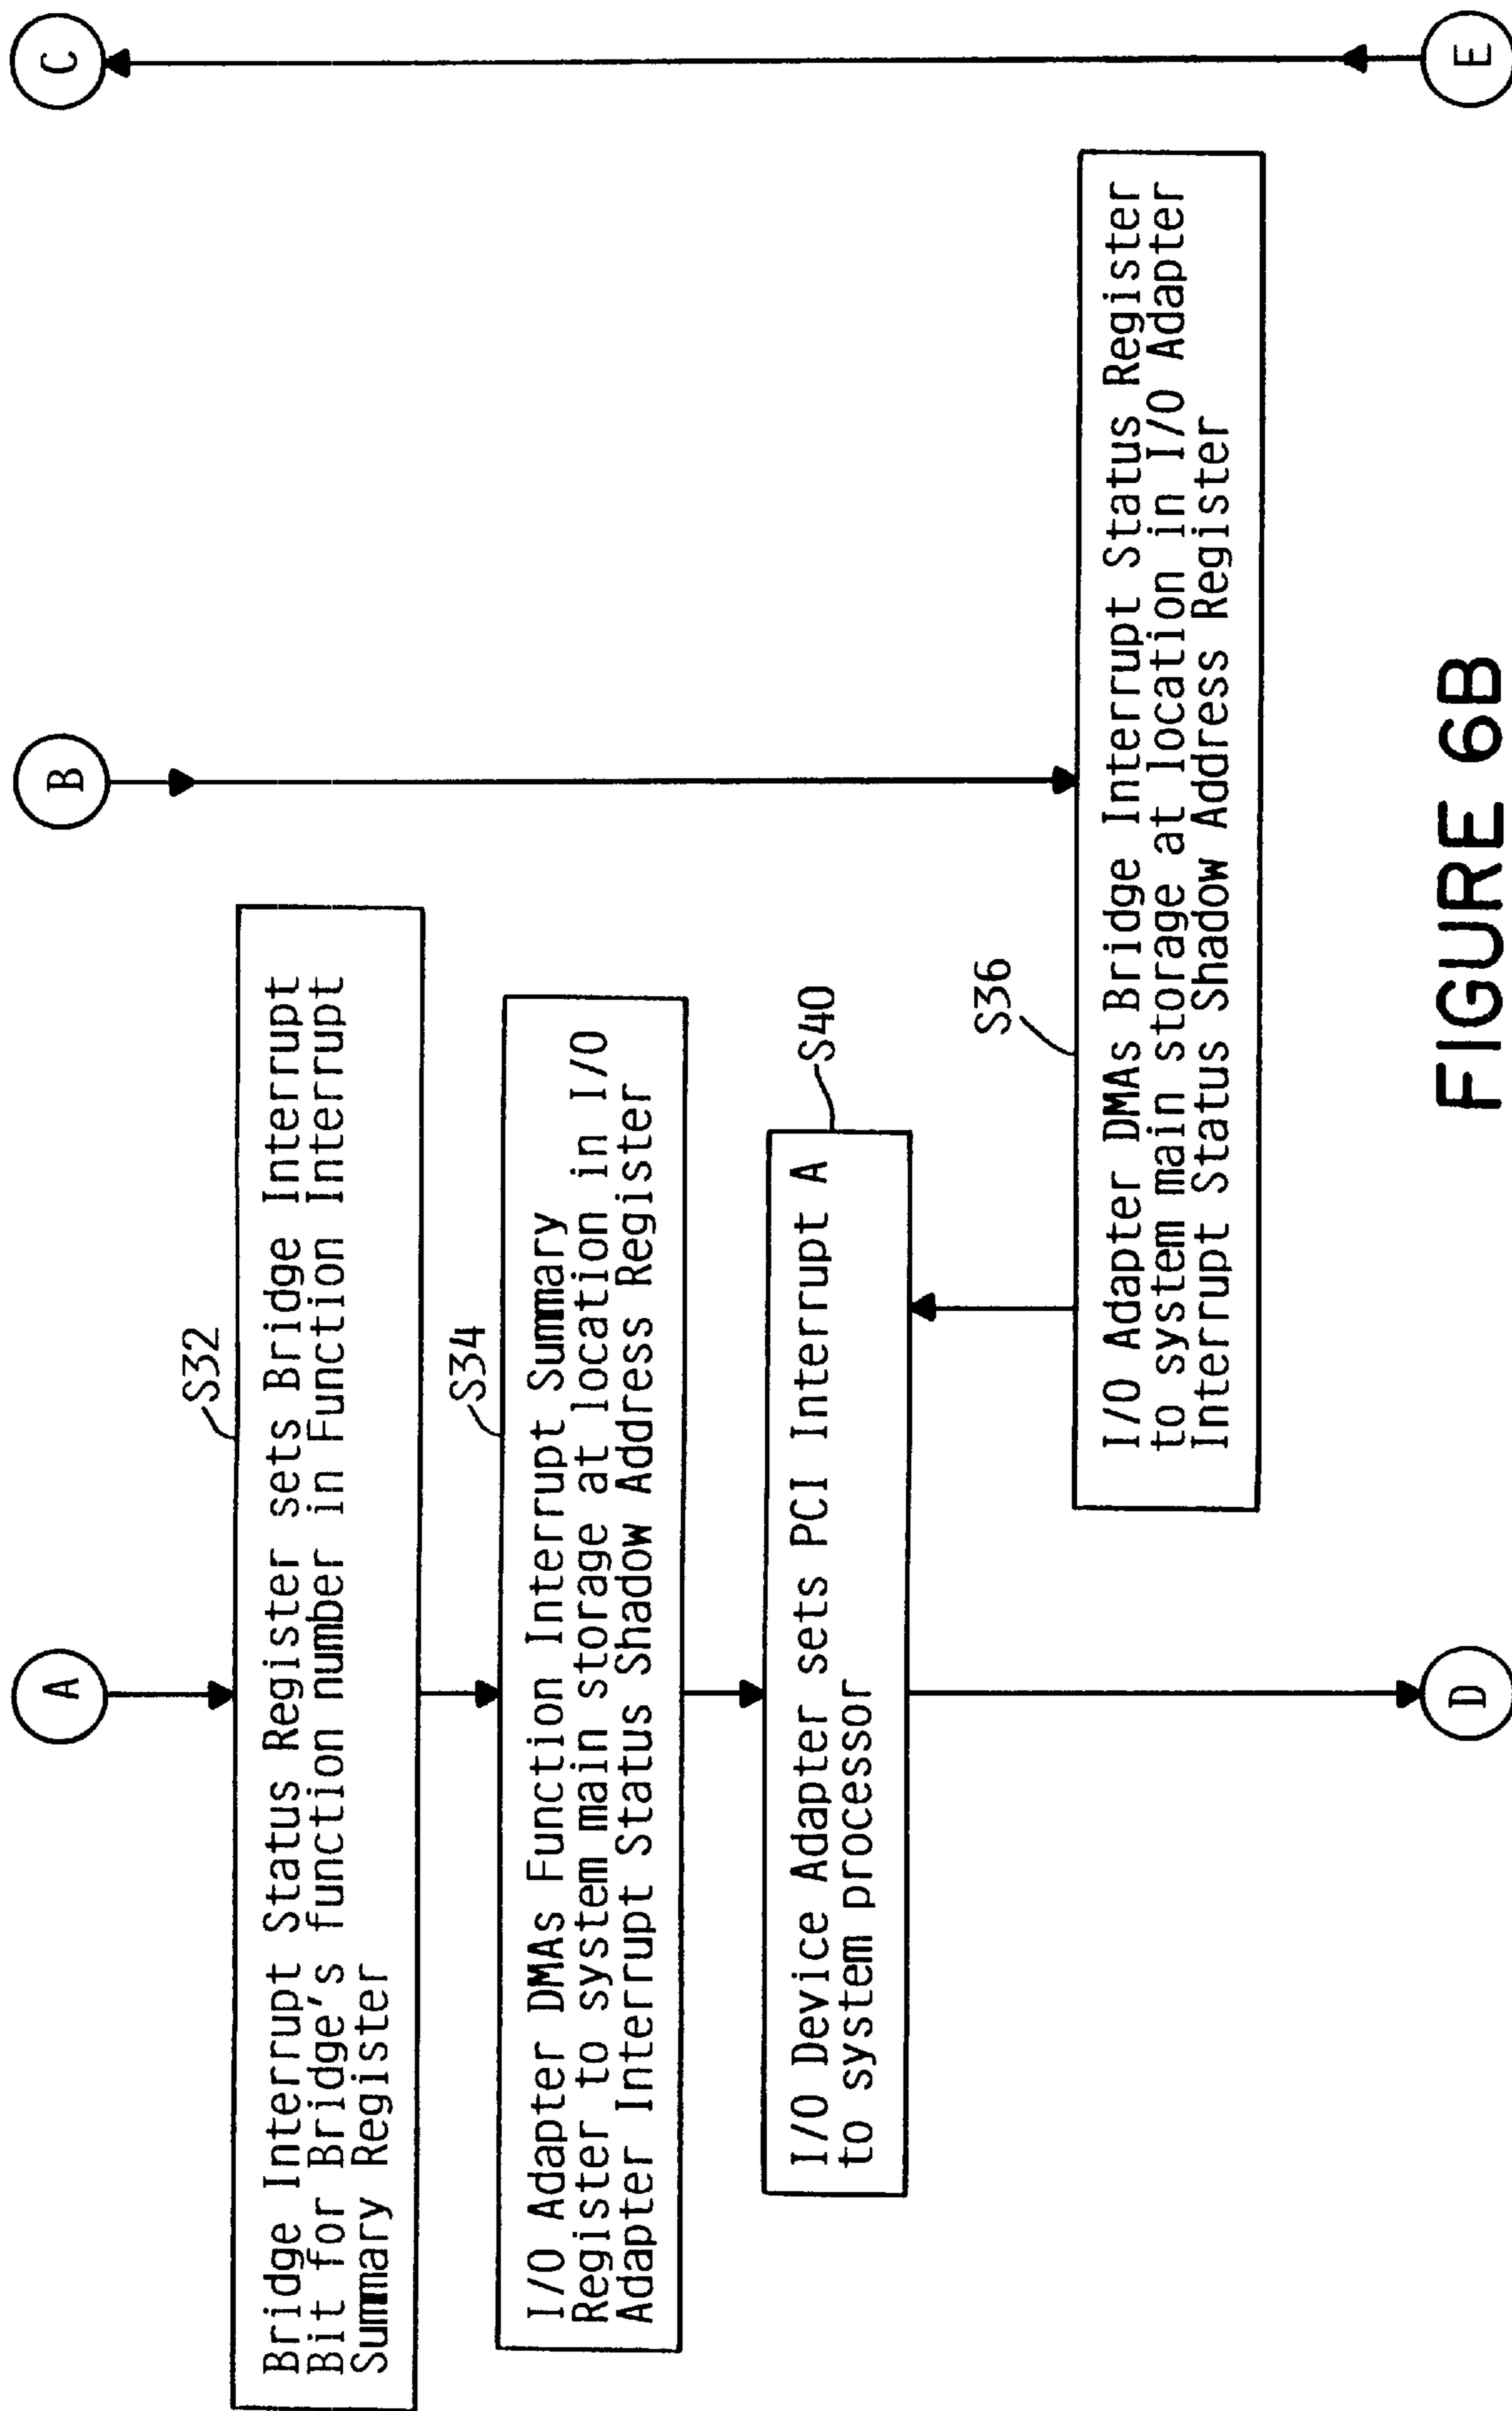 A
B
C
S32
Bridge Interrupt Status Register sets Bridge Interrupt
Bit for Bridge's function number in Function Interrupt
Summary Register
S34
I/O Adapter DMAs Function Interrupt Summary
Register to system main storage at location in I/O
Adapter Interrupt Status Shadow Address Register
S40
I/O Device Adapter sets PCI Interrupt A
to system processor
S36
I/O Adapter DMAs Bridge Interrupt Status Register
to system main storage at location in I/O Adapter
Interrupt Status Shadow Address Register
D
E
FIGURE 6B